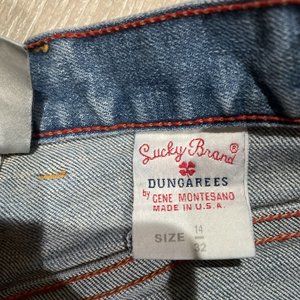 Lucky Brand®
DUNGAREES
by GENE MONTESANO
MADE IN U.S.A.
SIZE 14
32